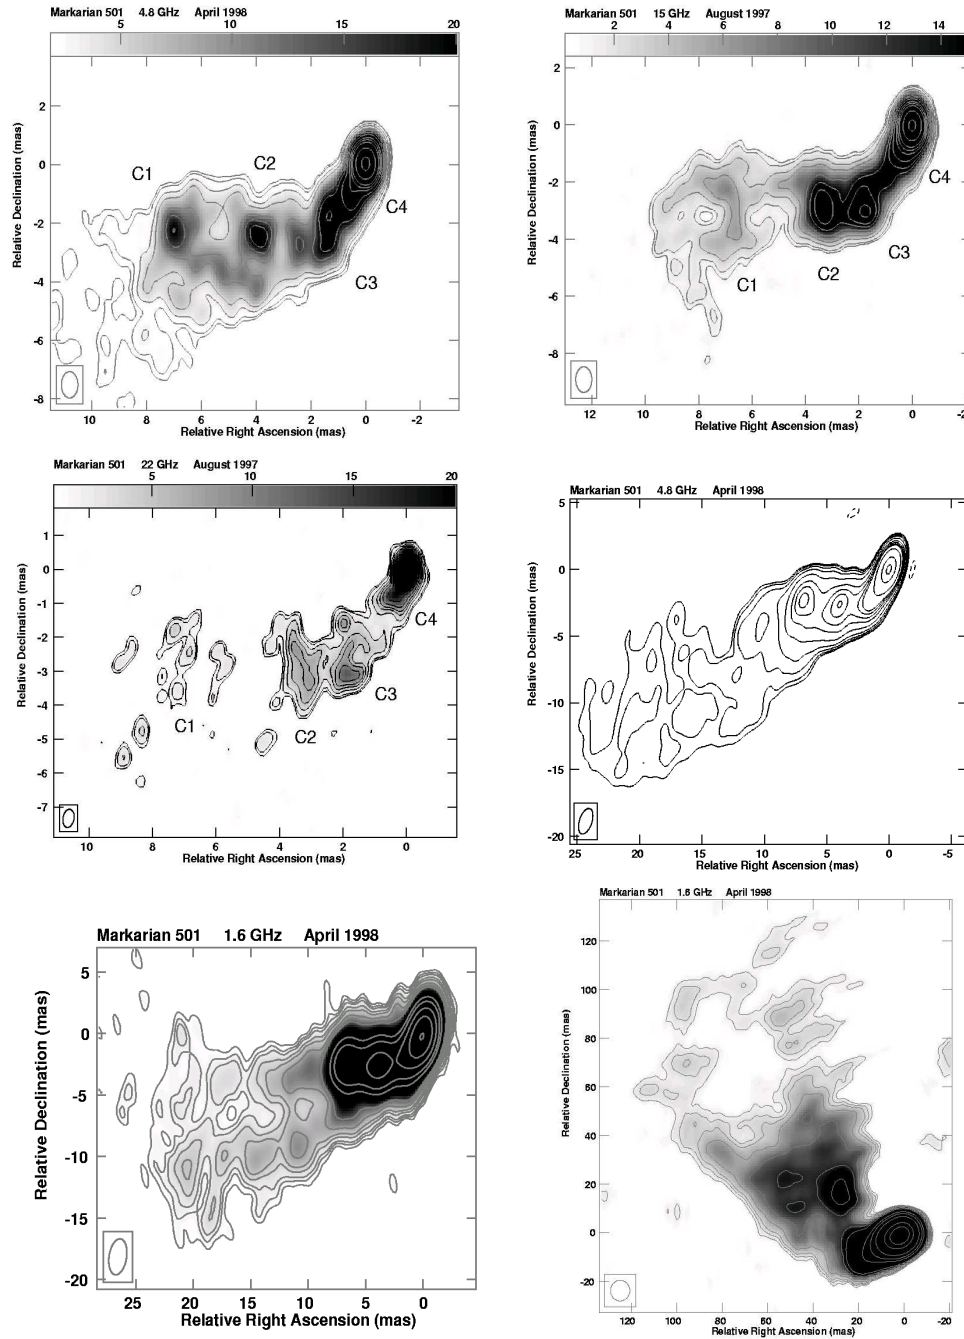 Markarian 501 4.8 GHz April 1998
5 10 15 20
Relative Declination (mas)
2
0
-2
-4
-6
-8
C1
C2
C4
C3
10 8 6 4 2 0 -2
Relative Right Ascension (mas)
Markarian 501 15 GHz August 1997
2 4 6 8 10 12 14
Relative Declination (mas)
2
0
-2
-4
-6
-8
C4
C3
C1
C2
12 10 8 6 4 2 0 -2
Relative Right Ascension (mas)
Markarian 501 22 GHz August 1997
5 10 15 20
Relative Declination (mas)
1
0
-1
-2
-3
-4
-5
-6
-7
C4
C3
C1
C2
10 8 6 4 2 0
Relative Right Ascension (mas)
Markarian 501 4.8 GHz April 1998
Relative Declination (mas)
5
0
-5
-10
-15
-20
25 20 15 10 5 0 -5
Relative Right Ascension (mas)
Markarian 501 1.6 GHz April 1998
Relative Declination (mas)
5
0
-5
-10
-15
-20
25 20 15 10 5 0
Relative Right Ascension (mas)
Markarian 501 1.6 GHz April 1998
Relative Declination (mas)
120
100
80
60
40
20
0
-20
120 100 80 60 40 20 0 -20
Relative Right Ascension (mas)